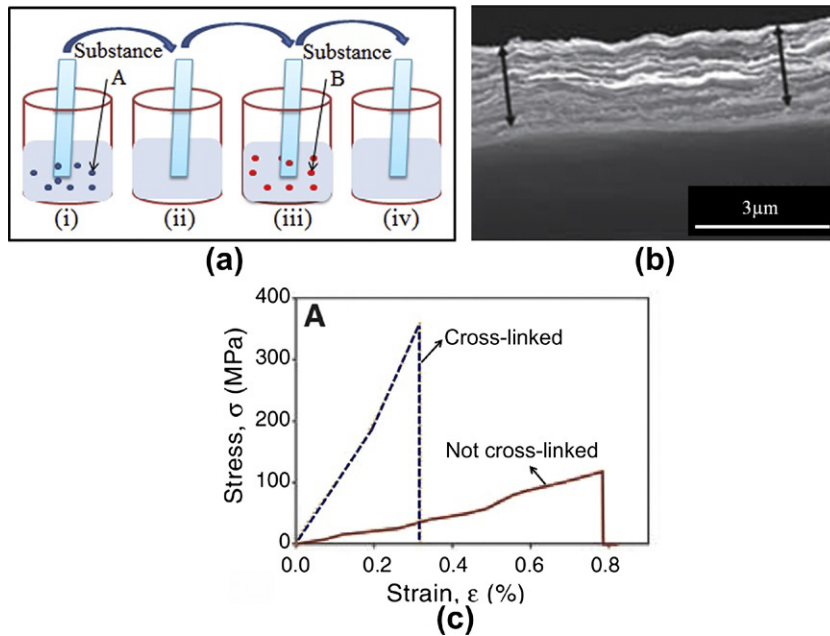 Substance
A
Substance
B
(i)
(ii)
(iii)
(iv)
(a)
3μm
(b)
A
Stress, σ (MPa)
400
300
200
100
0
Cross-linked
Not cross-linked
0.0
0.2
0.4
0.6
0.8
Strain, ε (%)
(c)